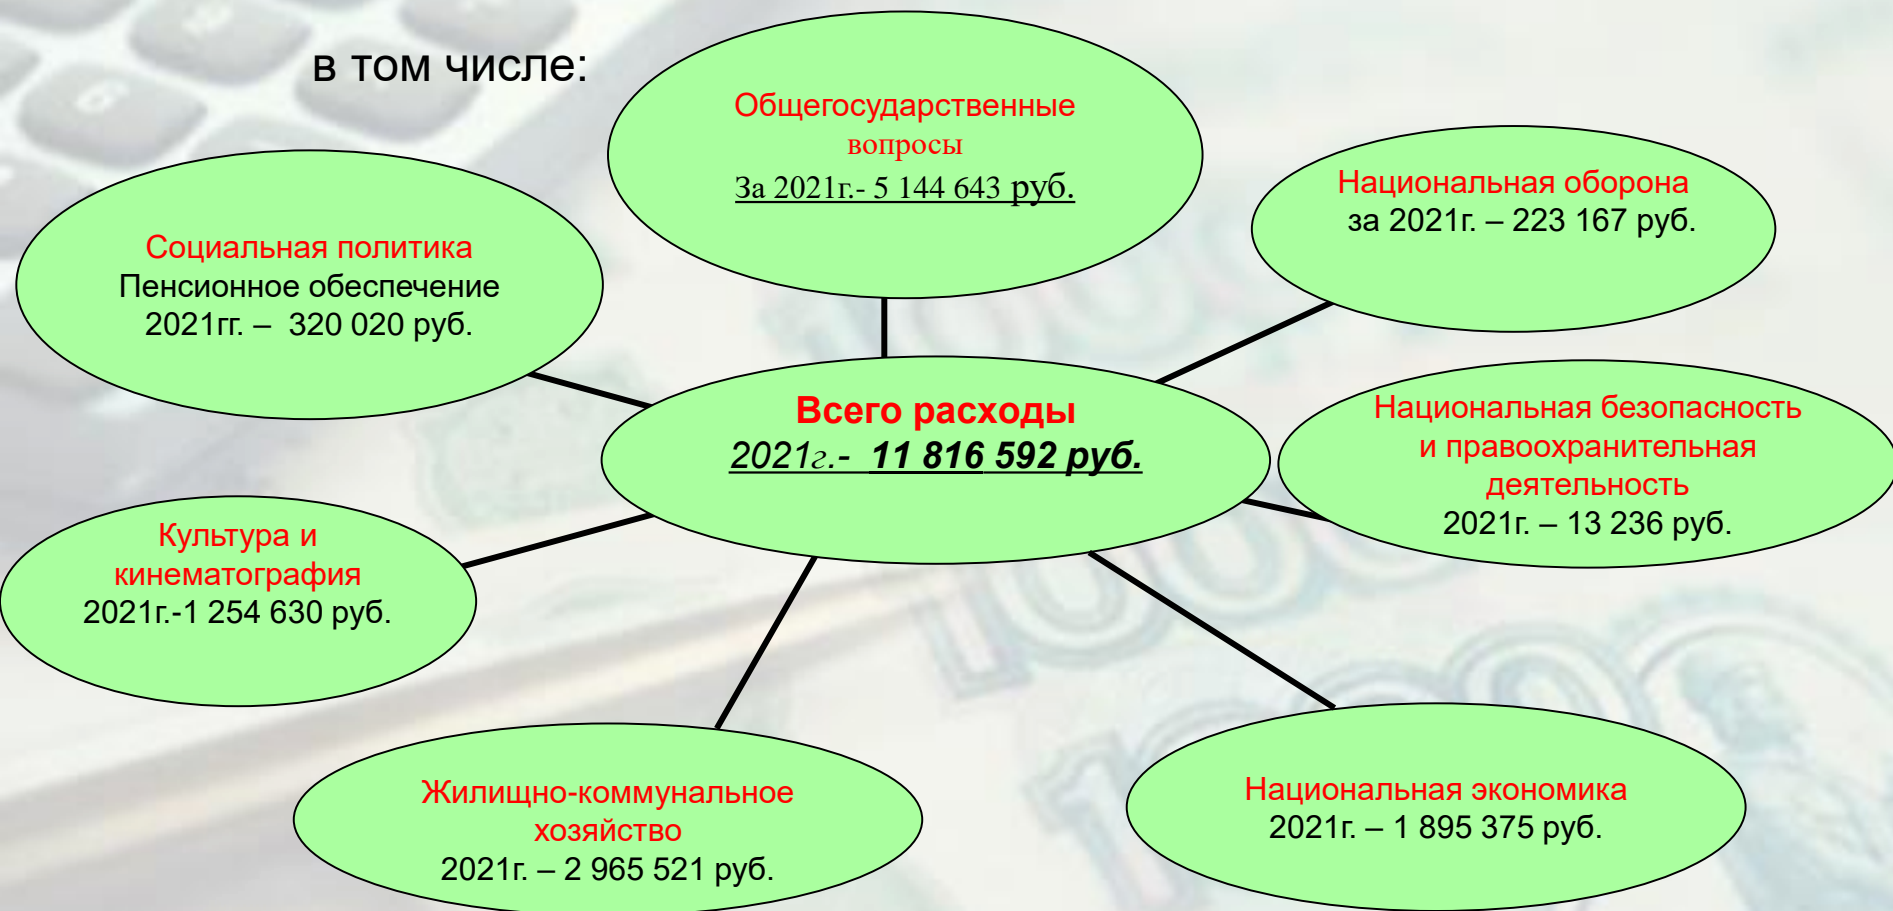 в том числе:
Общегосударственные
вопросы
За 2021г.- 5 144 643 руб.
Национальная оборона
за 2021г. – 223 167 руб.
Социальная политика
Пенсионное обеспечение
2021гг. – 320 020 руб.
Всего расходы
2021г.- 11 816 592 руб.
Национальная безопасность
и правоохранительная
деятельность
2021г. – 13 236 руб.
Культура и
кинематография
2021г.-1 254 630 руб.
Жилищно-коммунальное
хозяйство
2021г. – 2 965 521 руб.
Национальная экономика
2021г. – 1 895 375 руб.